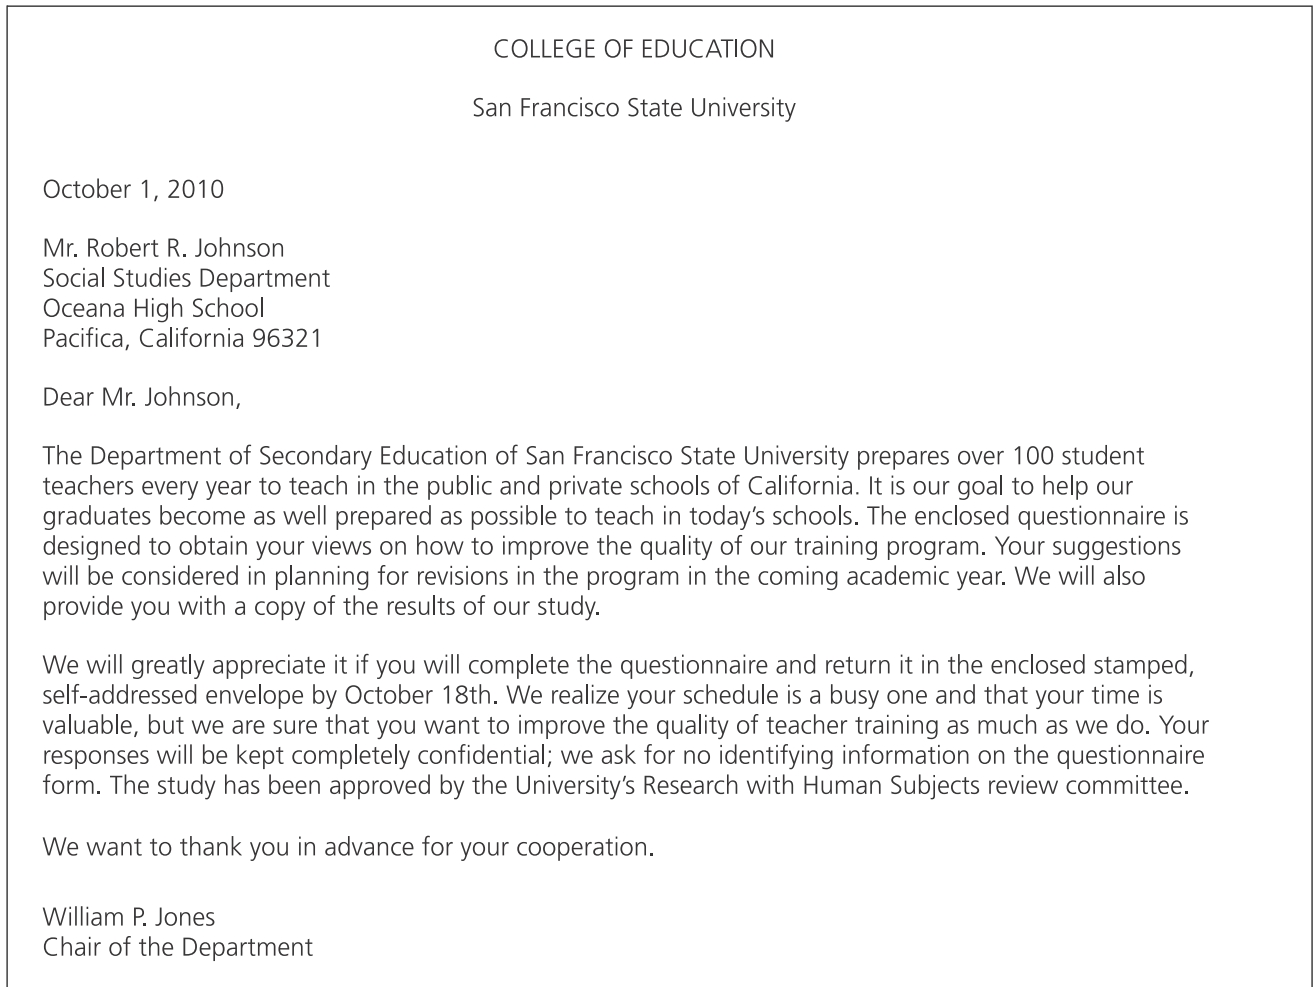 COLLEGE OF EDUCATION
San Francisco State University
October 1, 2010
Mr. Robert R. Johnson
Social Studies Department
Oceana High School
Pacifica, California 96321
Dear Mr. Johnson,
The Department of Secondary Education of San Francisco State University prepares over 100 student
teachers every year to teach in the public and private schools of California. It is our goal to help our
graduates become as well prepared as possible to teach in today's schools. The enclosed questionnaire is
designed to obtain your views on how to improve the quality of our training program. Your suggestions
will be considered in planning for revisions in the program in the coming academic year. We will also
provide you with a copy of the results of our study.
We will greatly appreciate it if you will complete the questionnaire and return it in the enclosed stamped,
self-addressed envelope by October 18th. We realize your schedule is a busy one and that your time is
valuable, but we are sure that you want to improve the quality of teacher training as much as we do. Your
responses will be kept completely confidential; we ask for no identifying information on the questionnaire
form. The study has been approved by the University's Research with Human Subjects review committee.
We want to thank you in advance for your cooperation.
William P. Jones
Chair of the Department